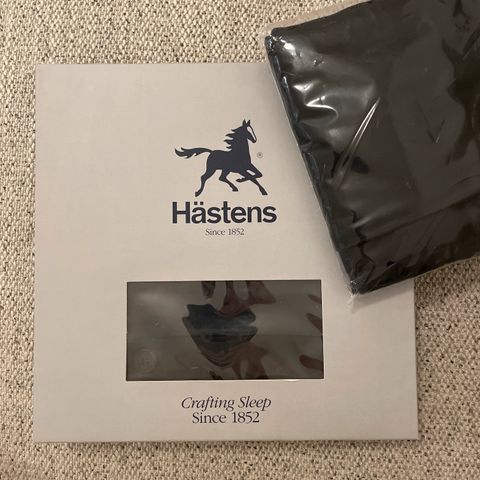 ®
Hästens
Since 1852
Crafting Sleep
Since 1852